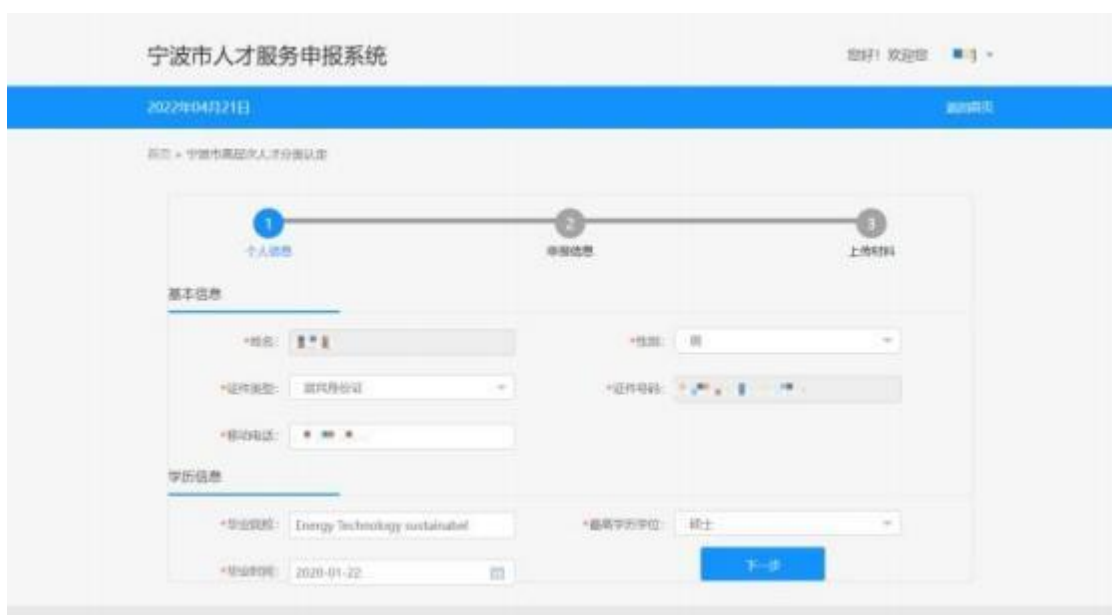 宁波市人才服务申报系统
您好！欢迎您
2022年04月21日
返回首页
首页 » 宁波市高层次人才分类认定
1 2 3
个人信息 申报信息 上传材料
基本信息
*姓名: *性别: 男
*证件类型: 居民身份证 *证件号码:
*移动电话:
学历信息
*毕业院校: Energy Technology sustainabel *最高学历学位: 硕士
*毕业时间: 2020-01-22 下一步